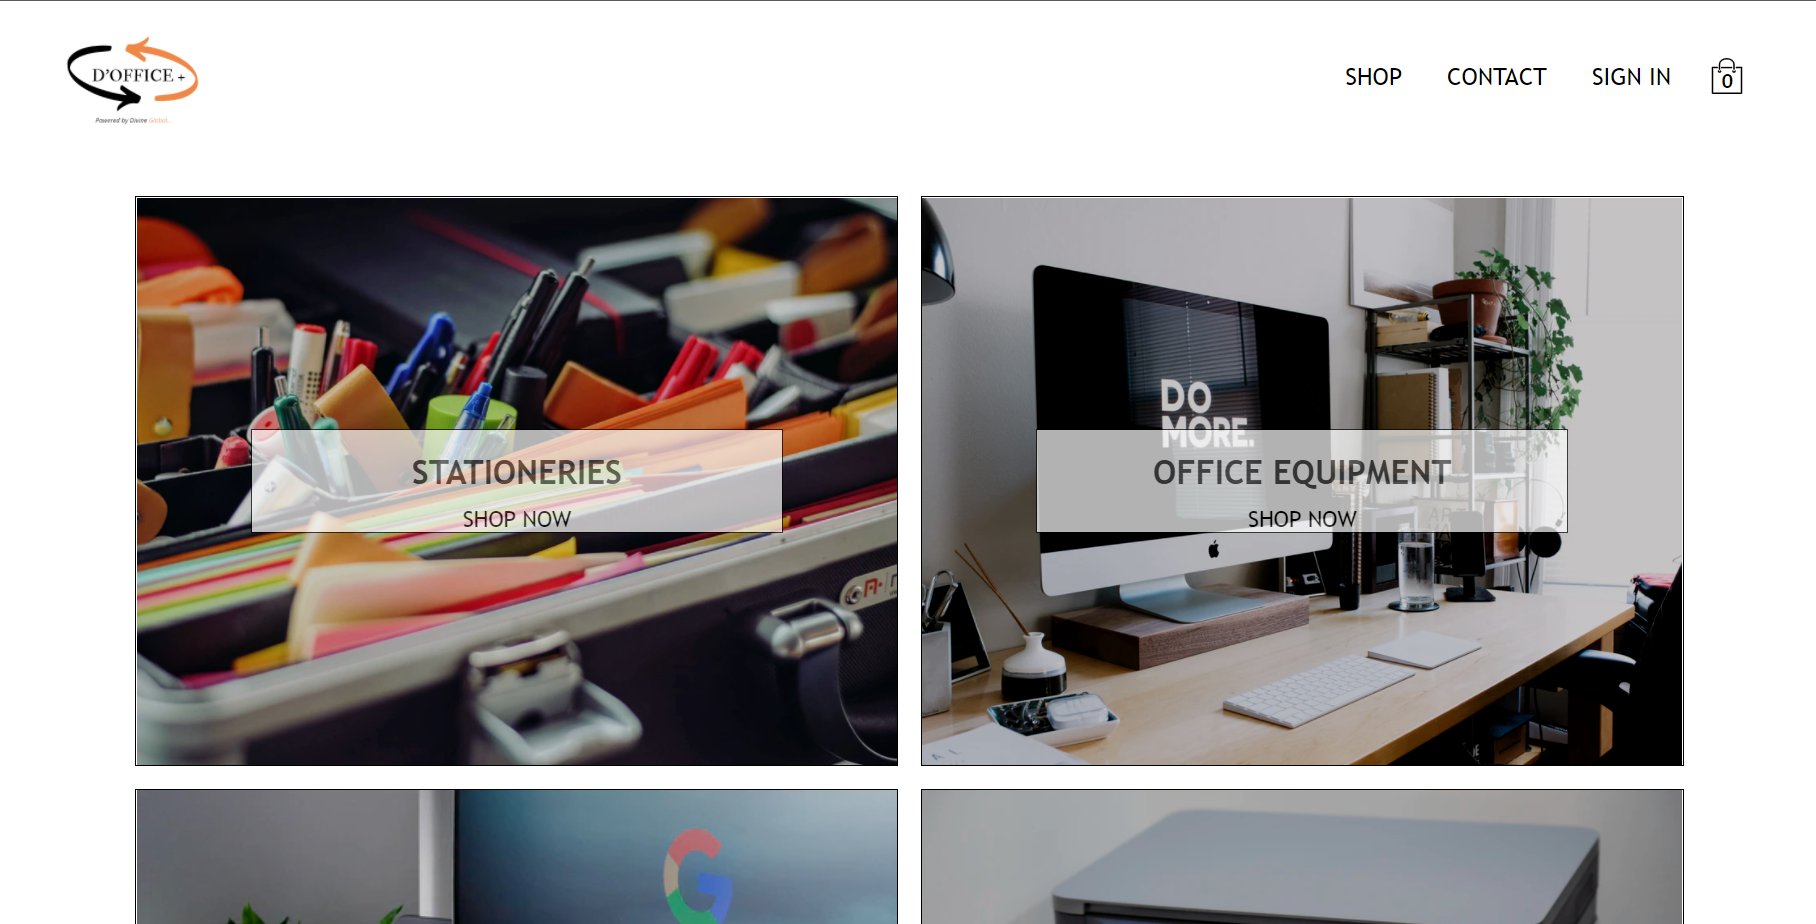 D'OFFICE +
Powered by Divine Global...
SHOP
CONTACT
SIGN IN
0
DO
MORE.
STATIONERIES
SHOP NOW
OFFICE EQUIPMENT
SHOP NOW
G